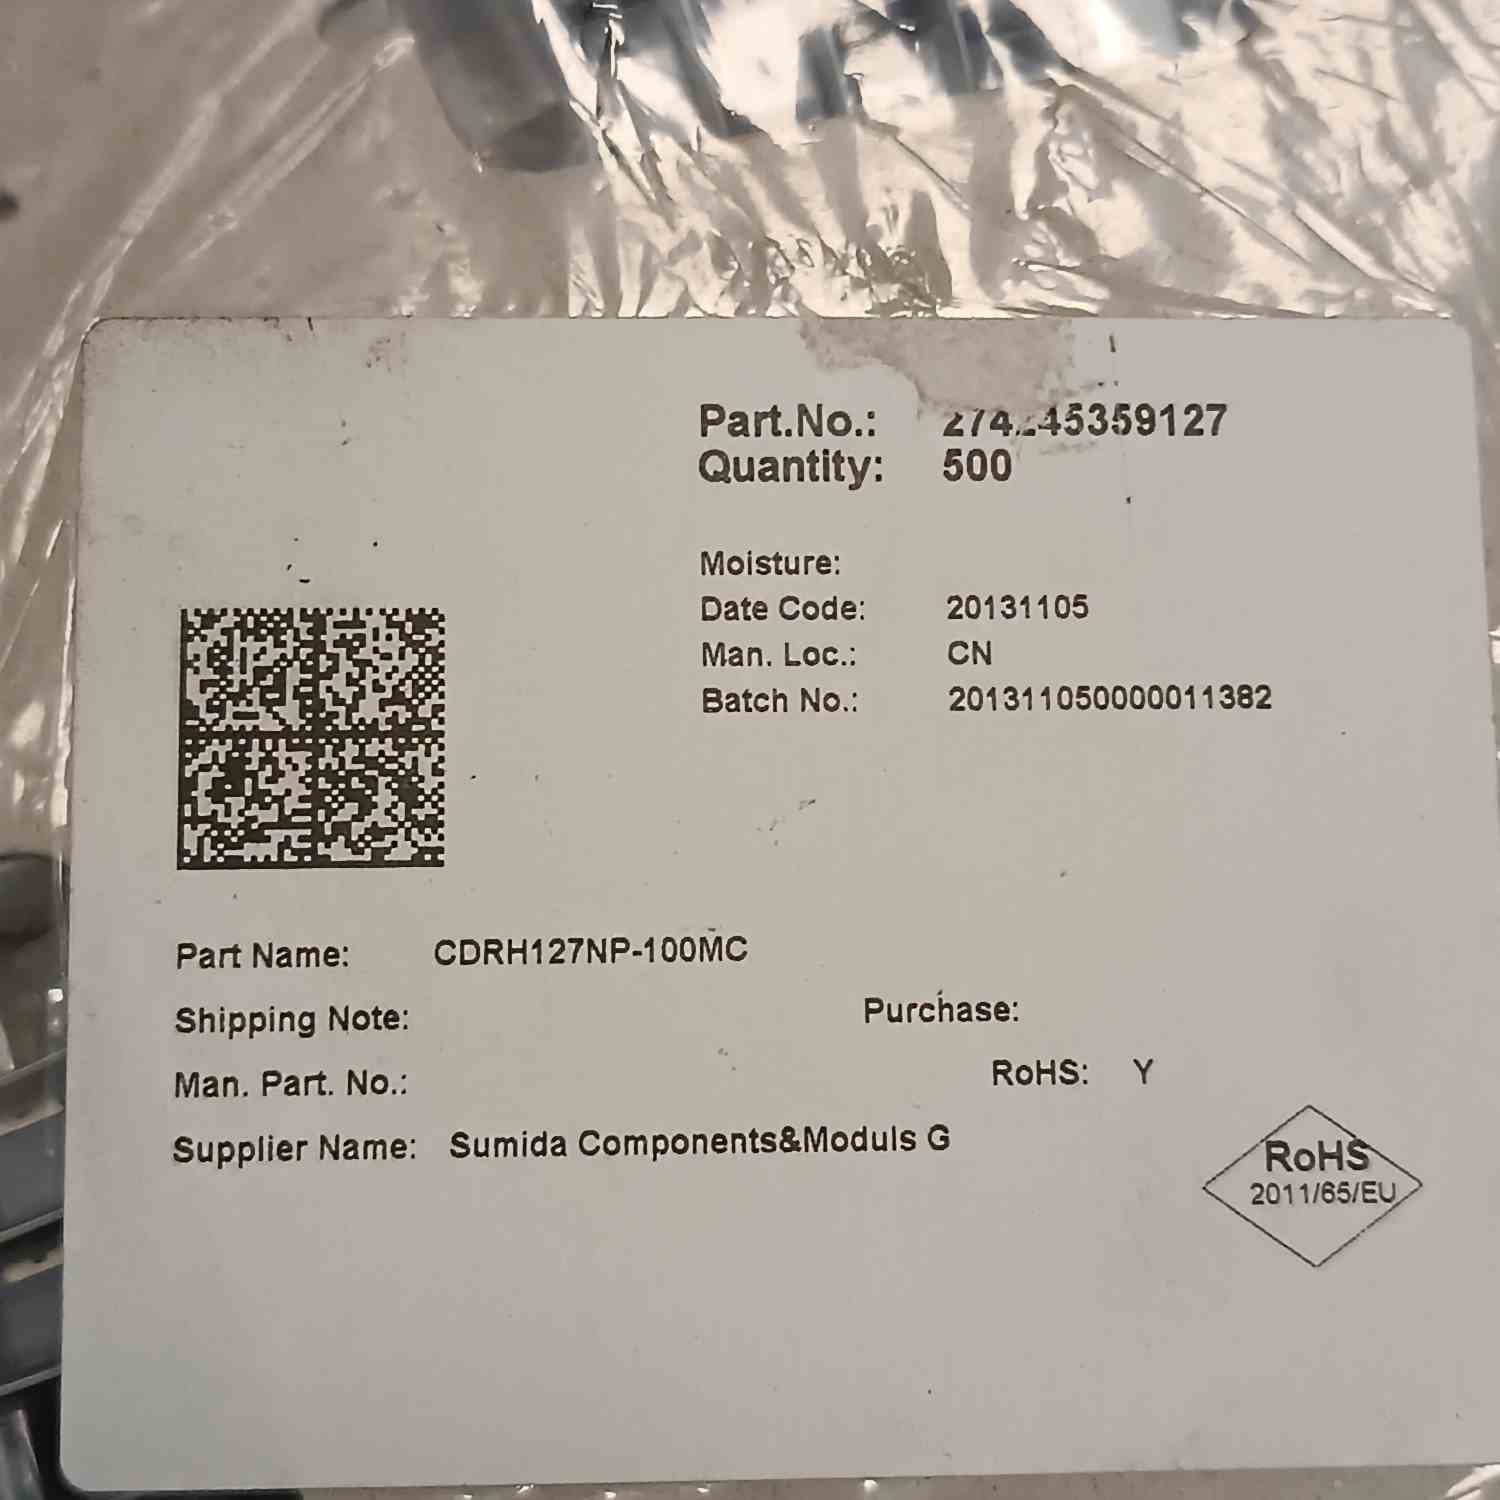 Part.No.:
Quantity: 500
Moisture:
Date Code: 20131105
Man. Loc.: CN
Batch No.: 201311050000011382
Part Name: CDRH127NP-100MC
Shipping Note:
Purchase:
Man. Part. No.:
RoHS: Y
Supplier Name: Sumida Components&Moduls G
RoHS
2011/65/EU